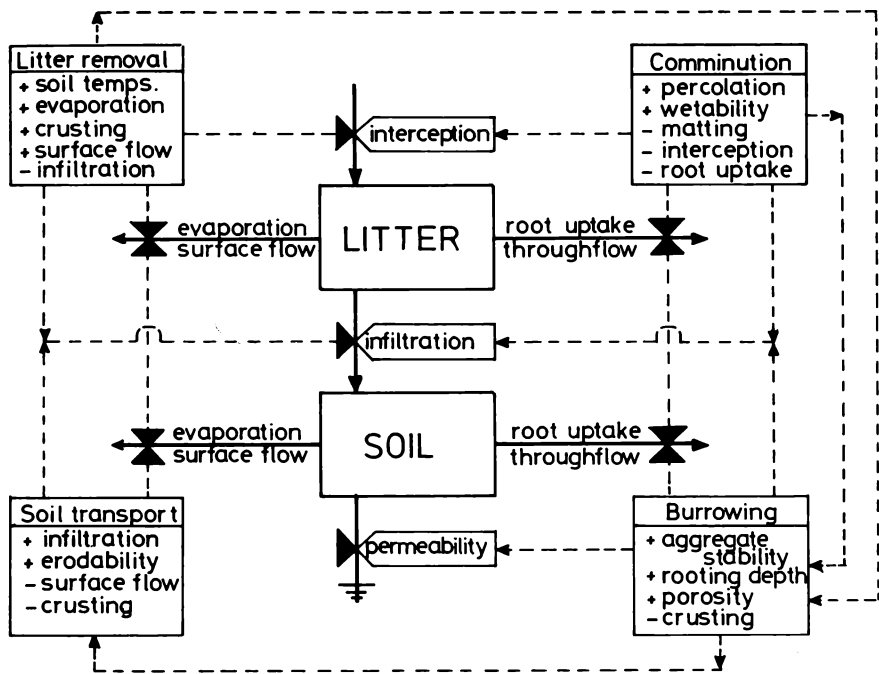 Litter removal
+ soil temps.
+ evaporation
+ crusting
+ surface flow
- infiltration
Comminution
+ percolation
+ wetability
- matting
- interception
- root uptake
interception
evaporation
surface flow
LITTER
root uptake
throughflow
infiltration
evaporation
surface flow
SOIL
root uptake
throughflow
Soil transport
+ infiltration
+ erodability
- surface flow
- crusting
permeability
Burrowing
+ aggregate
stability
+ rooting depth
+ porosity
- crusting